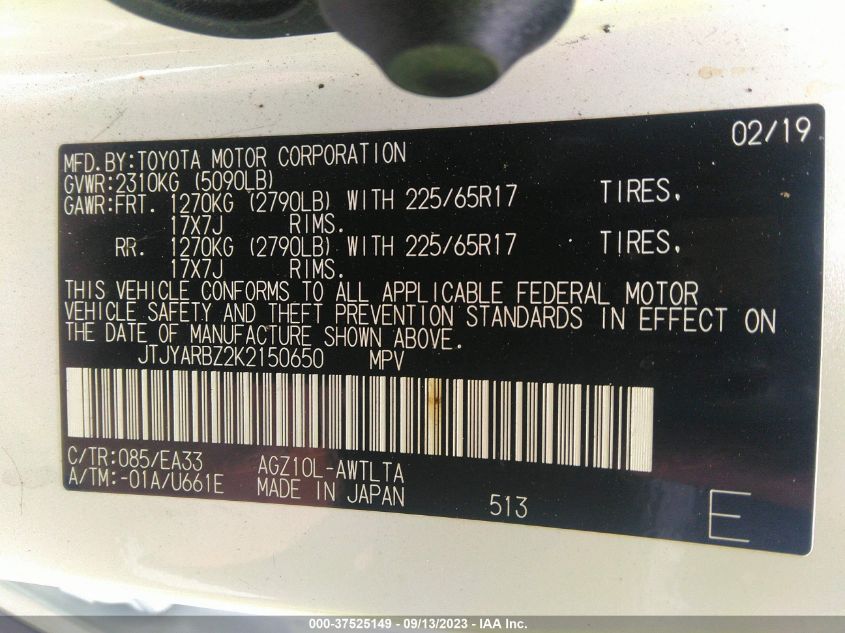 02/19
MFD.BY:TOYOTA MOTOR CORPORATION
GVWR:2310KG (5090LB)
GAWR:FRT. 1270KG (2790LB) WITH 225/65R17 TIRES.
17X7J RIMS.
RR. 1270KG (2790LB) WITH 225/65R17 TIRES.
17X7J RIMS.
THIS VEHICLE CONFORMS TO ALL APPLICABLE FEDERAL MOTOR
VEHICLE SAFETY AND THEFT PREVENTION STANDARDS IN EFFECT ON
THE DATE OF MANUFACTURE SHOWN ABOVE.
JTJYARBZ2K2150650 MPV
C/TR:085/EA33 AGZ10L-AWTLTA
A/TM:-01A/U661E MADE IN JAPAN 513 E
000-37525149 - 09/13/2023 - IAA Inc.